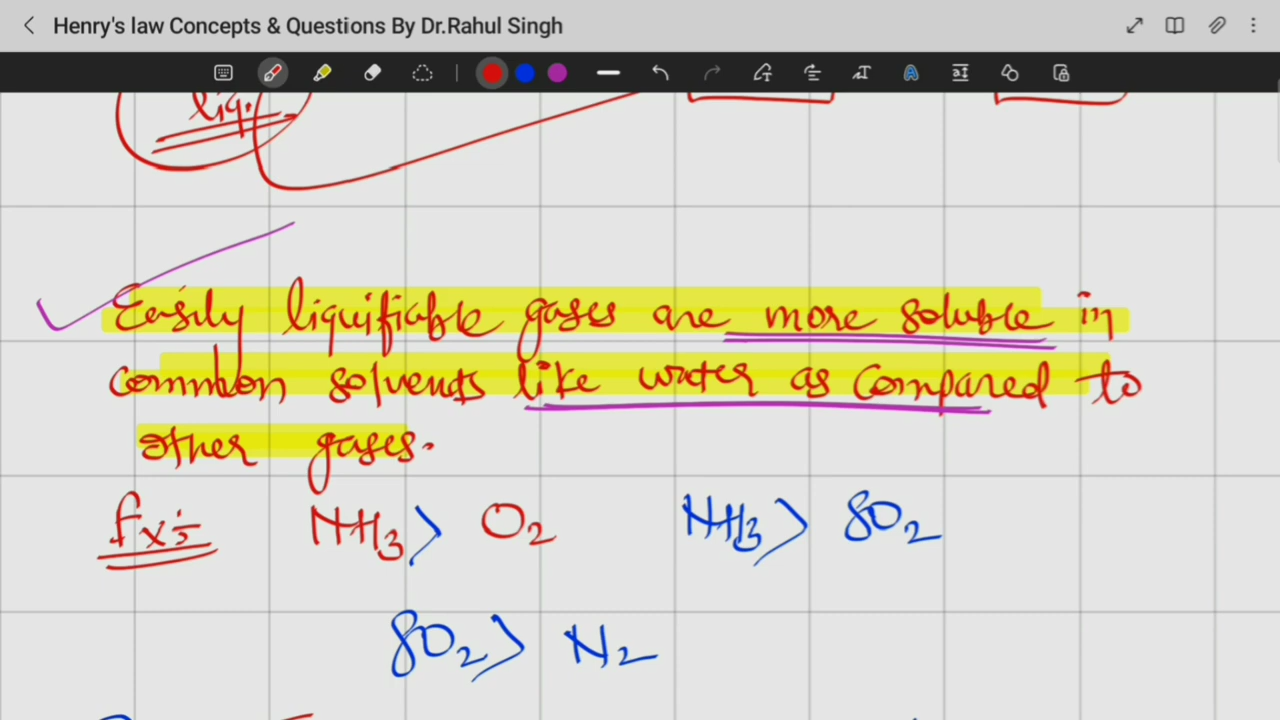 Henry's law Concepts & Questions By Dr.Rahul Singh
liq.
Easily liquifiable gases are more soluble in
common solvents like water as compared to
other gases.
Ex:- NH3 > O2 NH3 > SO2
SO2 > N2